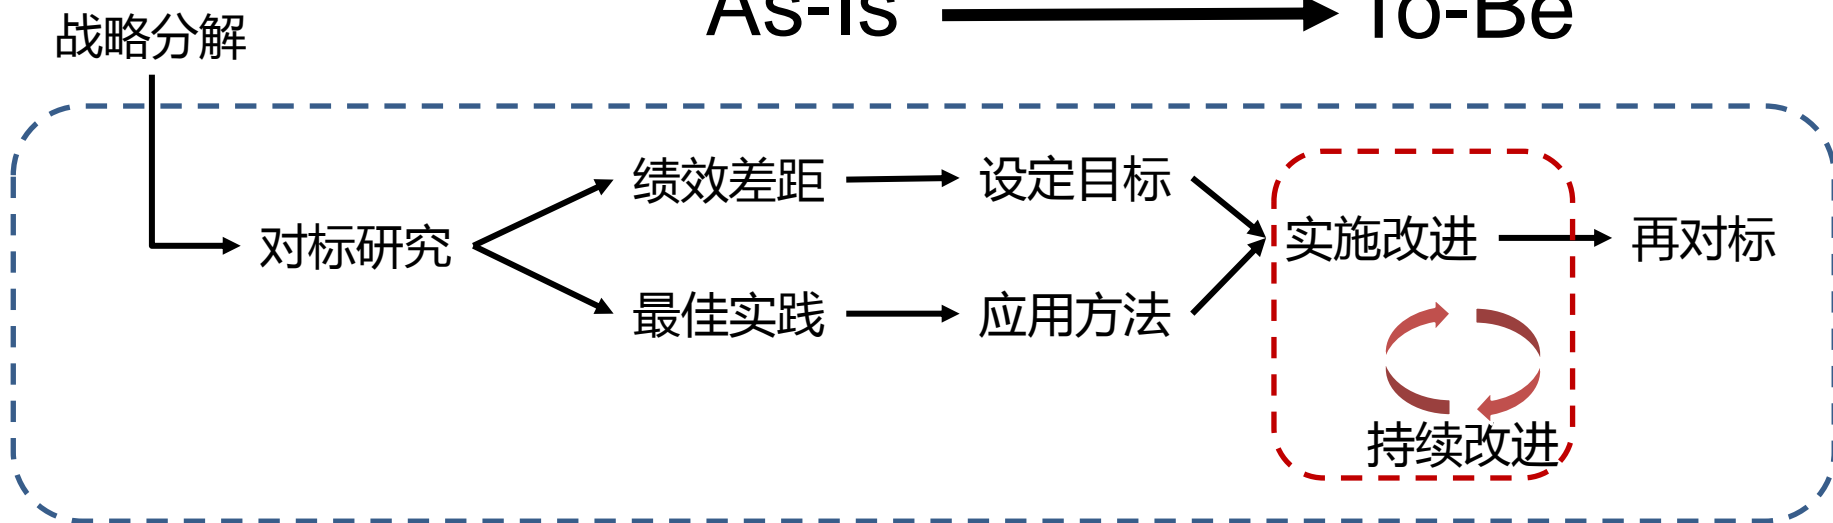 As-Is
To-Be
战略分解
绩效差距
设定目标
对标研究
实施改进
再对标
最佳实践
应用方法
持续改进